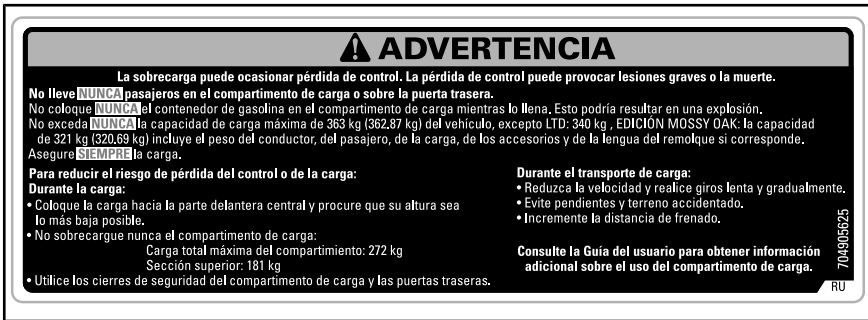 ADVERTENCIA
La sobrecarga puede ocasionar pérdida de control. La pérdida de control puede provocar lesiones graves o la muerte.
No lleve NUNCA pasajeros en el compartimento de carga o sobre la puerta trasera.
No coloque NUNCA el contenedor de gasolina en el compartimento de carga mientras lo llena. Esto podría resultar en una explosión.
No exceda NUNCA la capacidad de carga máxima de 363 kg (362.87 kg) del vehículo, excepto LTD: 340 kg , EDICIÓN MOSSY OAK: la capacidad
de 321 kg (320.69 kg) incluye el peso del conductor, del pasajero, de la carga, de los accesorios y de la lengua del remolque si corresponde.
Asegure SIEMPRE la carga.
Para reducir el riesgo de pérdida del control o de la carga:
Durante la carga:
• Coloque la carga hacia la parte delantera central y procure que su altura sea
lo más baja posible.
• No sobrecargue nunca el compartimento de carga:
Carga total máxima del compartimiento: 272 kg
Sección superior: 181 kg
• Utilice los cierres de seguridad del compartimento de carga y las puertas traseras.
Durante el transporte de carga:
• Reduzca la velocidad y realice giros lenta y gradualmente.
• Evite pendientes y terreno accidentado.
• Incremente la distancia de frenado.
Consulte la Guía del usuario para obtener información
adicional sobre el uso del compartimento de carga.
704905625
RU